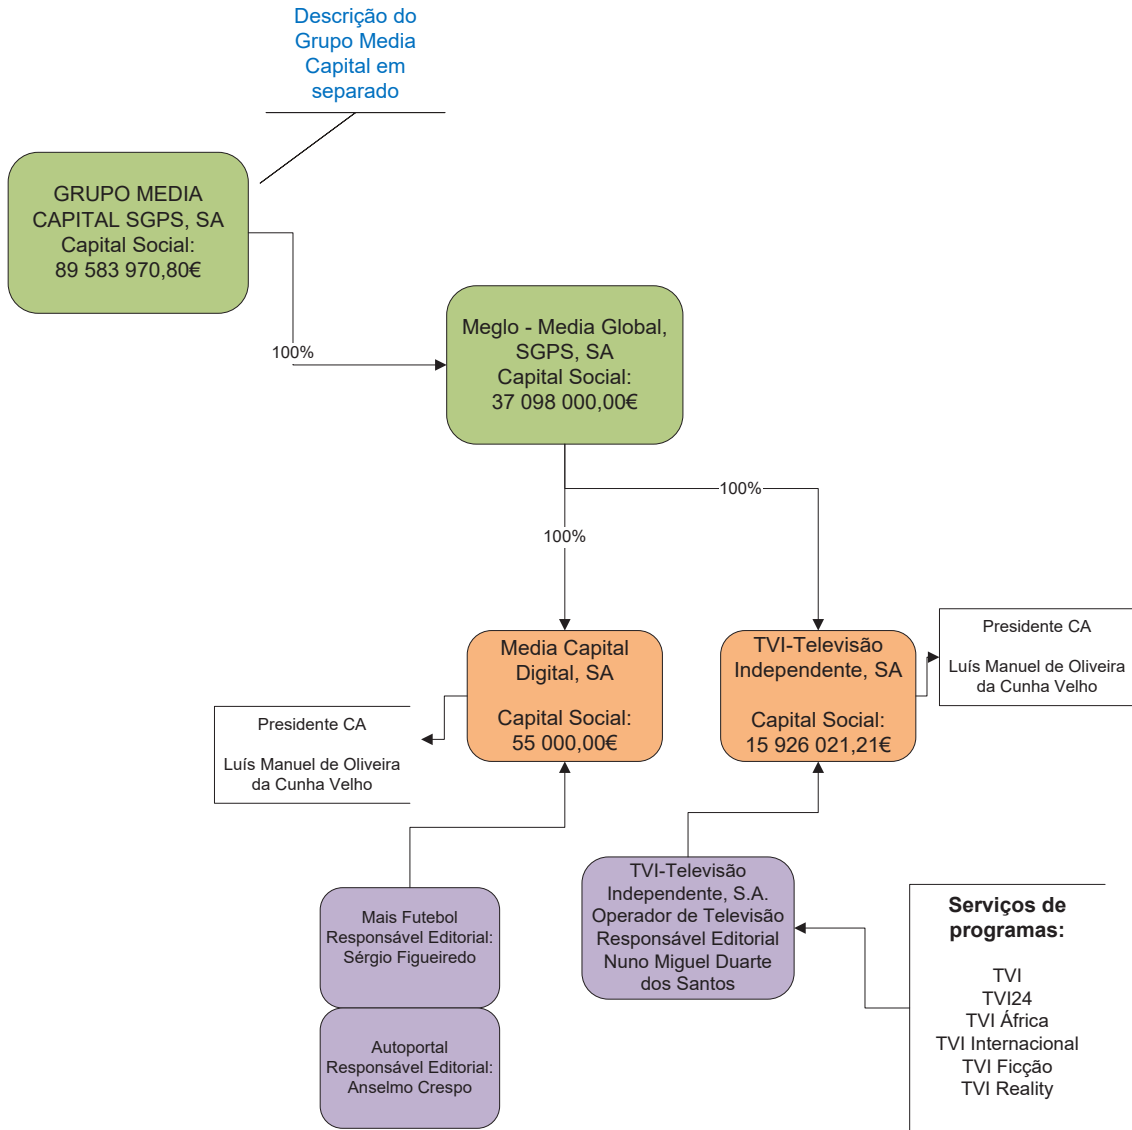 Descrição do
Grupo Media
Capital em
separado
GRUPO MEDIA
CAPITAL SGPS, SA
Capital Social:
89 583 970,80€
100%
Meglo - Media Global,
SGPS, SA
Capital Social:
37 098 000,00€
100%
100%
Media Capital
Digital, SA
Capital Social:
55 000,00€
TVI-Televisão
Independente, SA
Capital Social:
15 926 021,21€
Presidente CA
Luís Manuel de Oliveira
da Cunha Velho
Presidente CA
Luís Manuel de Oliveira
da Cunha Velho
Mais Futebol
Responsável Editorial:
Sérgio Figueiredo
Autoportal
Responsável Editorial:
Anselmo Crespo
TVI-Televisão
Independente, S.A.
Operador de Televisão
Responsável Editorial
Nuno Miguel Duarte
dos Santos
Serviços de
programas:
TVI
TVI24
TVI África
TVI Internacional
TVI Ficção
TVI Reality